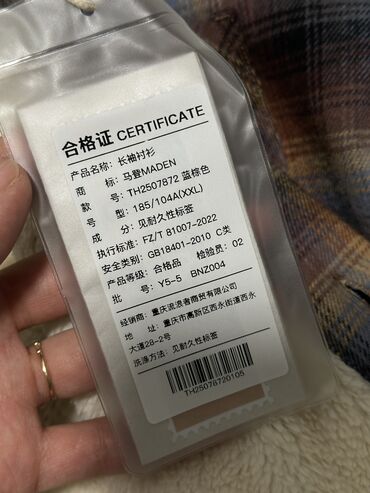 合格证 CERTIFICATE
产品名称：长袖衬衫
商 标：马登MADEN
款 号：TH2507872 蓝棕色
型：185/104A(XXL)
成 分：见耐久性标签
执行标准：FZ/T 81007-2022
安全类别：GB18401-2010 C类
产品等级：合格品 检验员：02
批 号：Y5-5 BNZ004
经销商：重庆流浪者商贸有限公司
地 址：重庆市高新区西永街道西永
大道28-2号
洗涤方法：见耐久性标签
TH25078720105